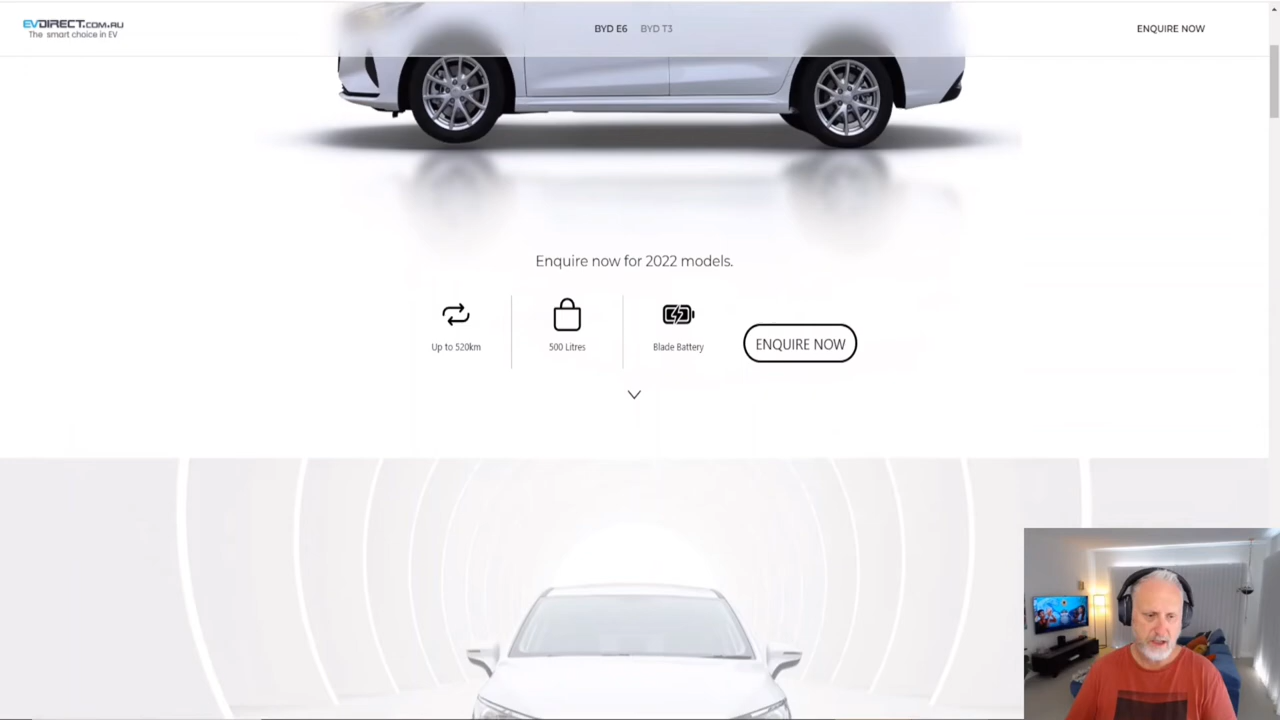 EVDIRECT.COM.AU
The smart choice in EV
BYD E6 BYD T3
ENQUIRE NOW
Enquire now for 2022 models.
Up to 520km
500 Litres
Blade Battery
ENQUIRE NOW